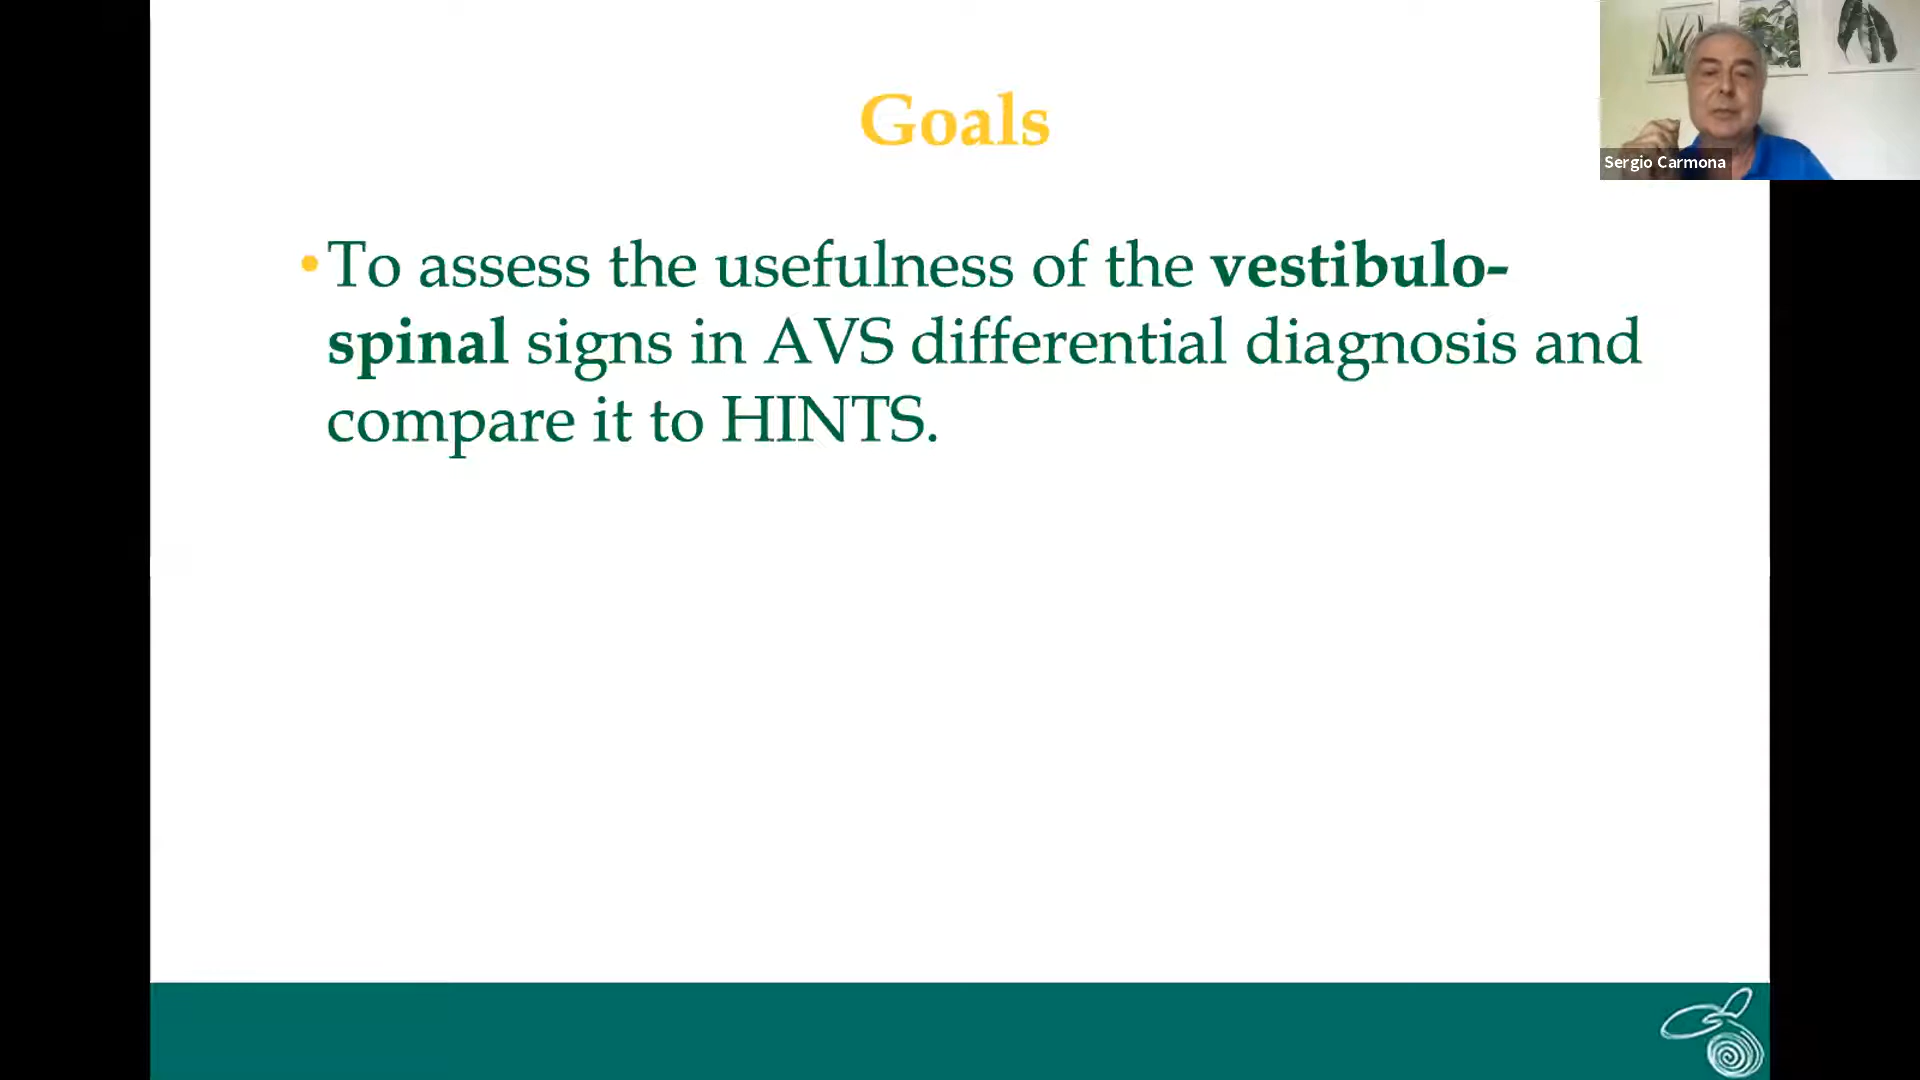 Goals
Sergio Carmona
•To assess the usefulness of the vestibulo-
spinal signs in AVS differential diagnosis and
compare it to HINTS.